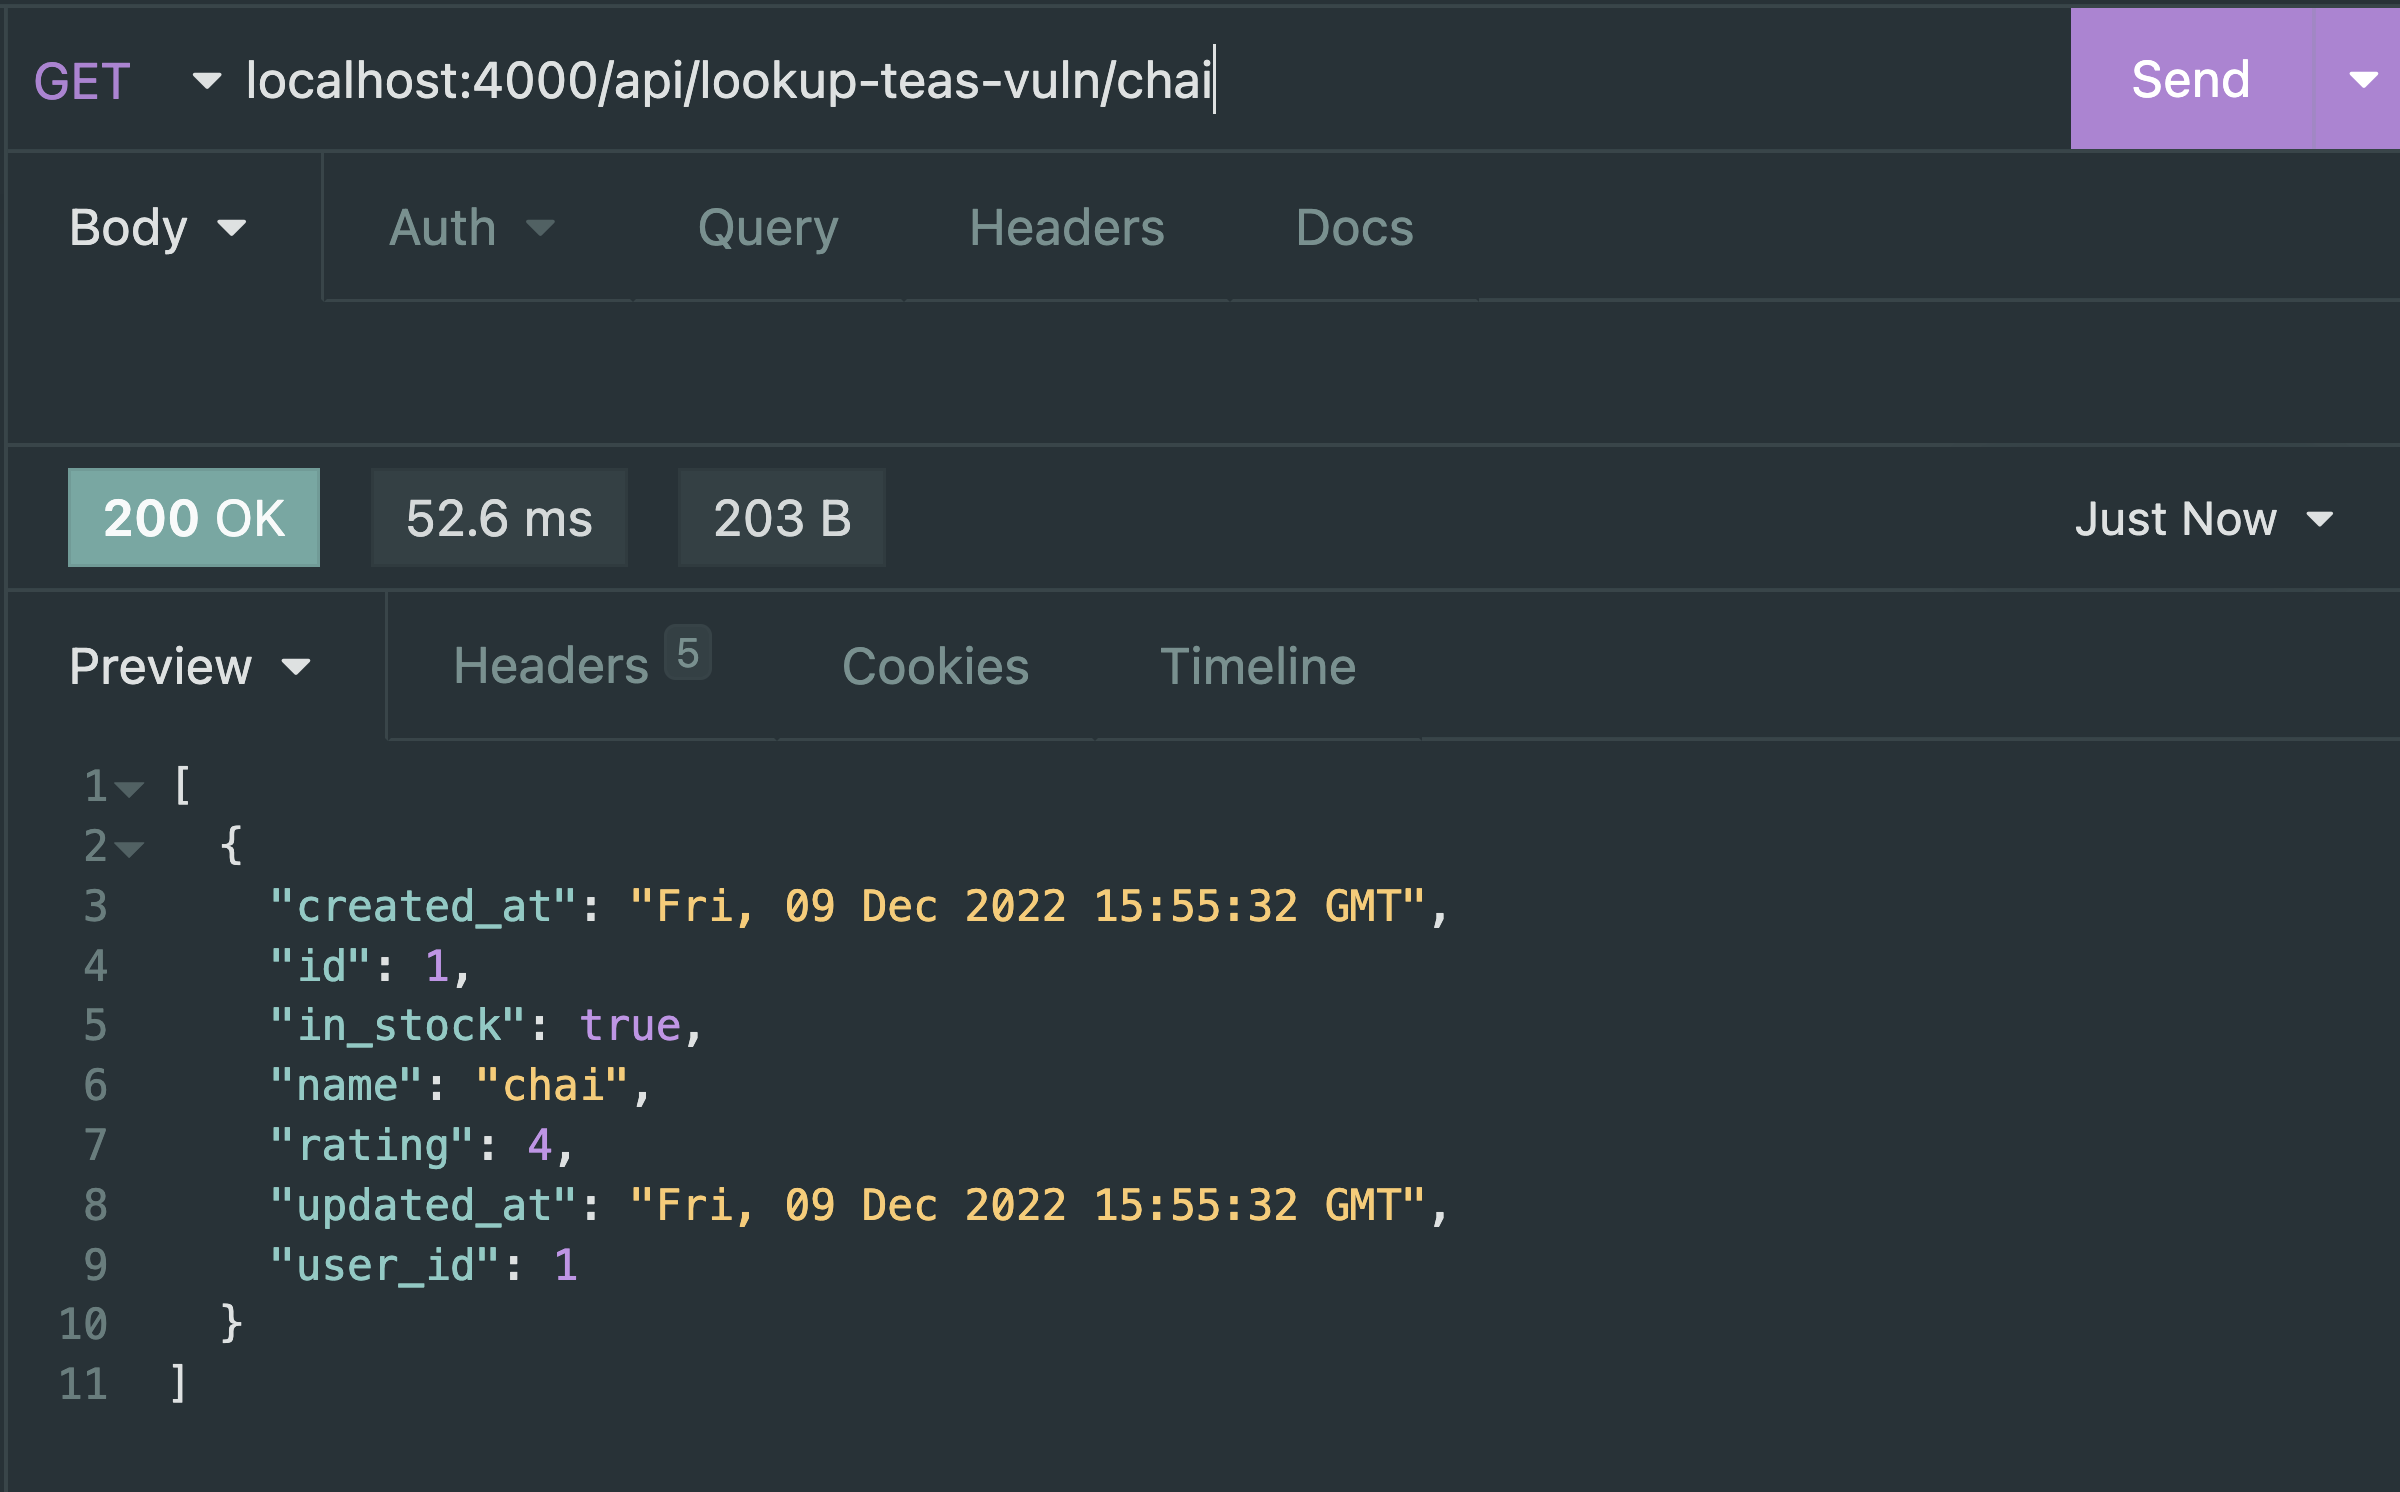 GET localhost:4000/api/lookup-teas-vuln/chai Send
Body Auth Query Headers Docs
200 OK 52.6 ms 203 B Just Now
Preview Headers 5 Cookies Timeline
1 [
2 {
3 "created_at": "Fri, 09 Dec 2022 15:55:32 GMT",
4 "id": 1,
5 "in_stock": true,
6 "name": "chai",
7 "rating": 4,
8 "updated_at": "Fri, 09 Dec 2022 15:55:32 GMT",
9 "user_id": 1
10 }
11 ]